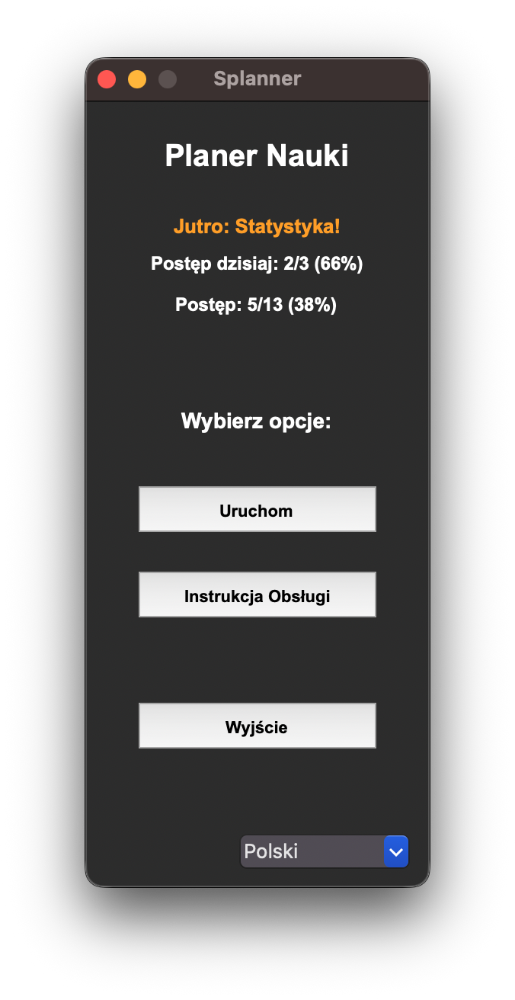 Splanner
Planer Nauki
Jutro: Statystyka!
Postęp dzisiaj: 2/3 (66%)
Postęp: 5/13 (38%)
Wybierz opcje:
Uruchom
Instrukcja Obsługi
Wyjście
Polski